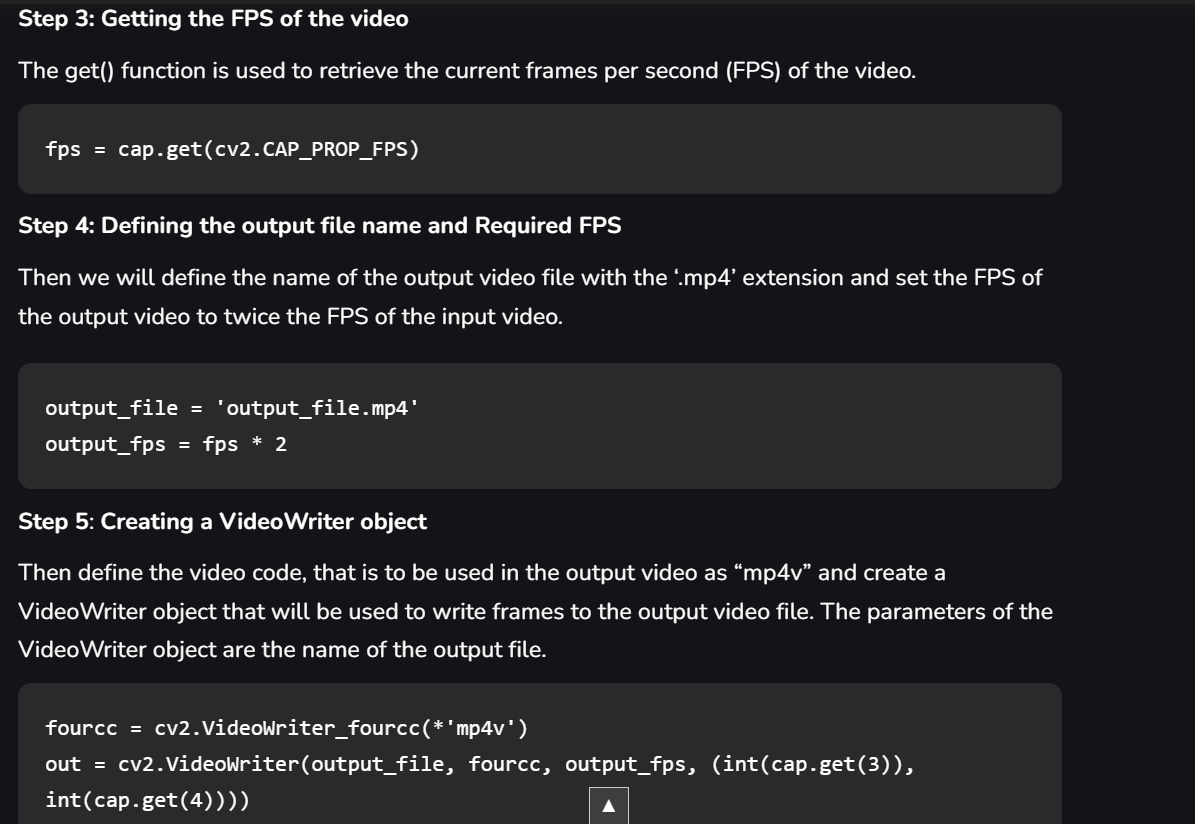 Step 3: Getting the FPS of the video
The get() function is used to retrieve the current frames per second (FPS) of the video.
fps = cap.get(cv2.CAP_PROP_FPS)
Step 4: Defining the output file name and Required FPS
Then we will define the name of the output video file with the ‘.mp4’ extension and set the FPS of
the output video to twice the FPS of the input video.
output_file = 'output_file.mp4'
output_fps = fps * 2
Step 5: Creating a VideoWriter object
Then define the video code, that is to be used in the output video as “mp4v” and create a
VideoWriter object that will be used to write frames to the output video file. The parameters of the
VideoWriter object are the name of the output file.
fourcc = cv2.VideoWriter_fourcc(*'mp4v')
out = cv2.VideoWriter(output_file, fourcc, output_fps, (int(cap.get(3)),
int(cap.get(4))))